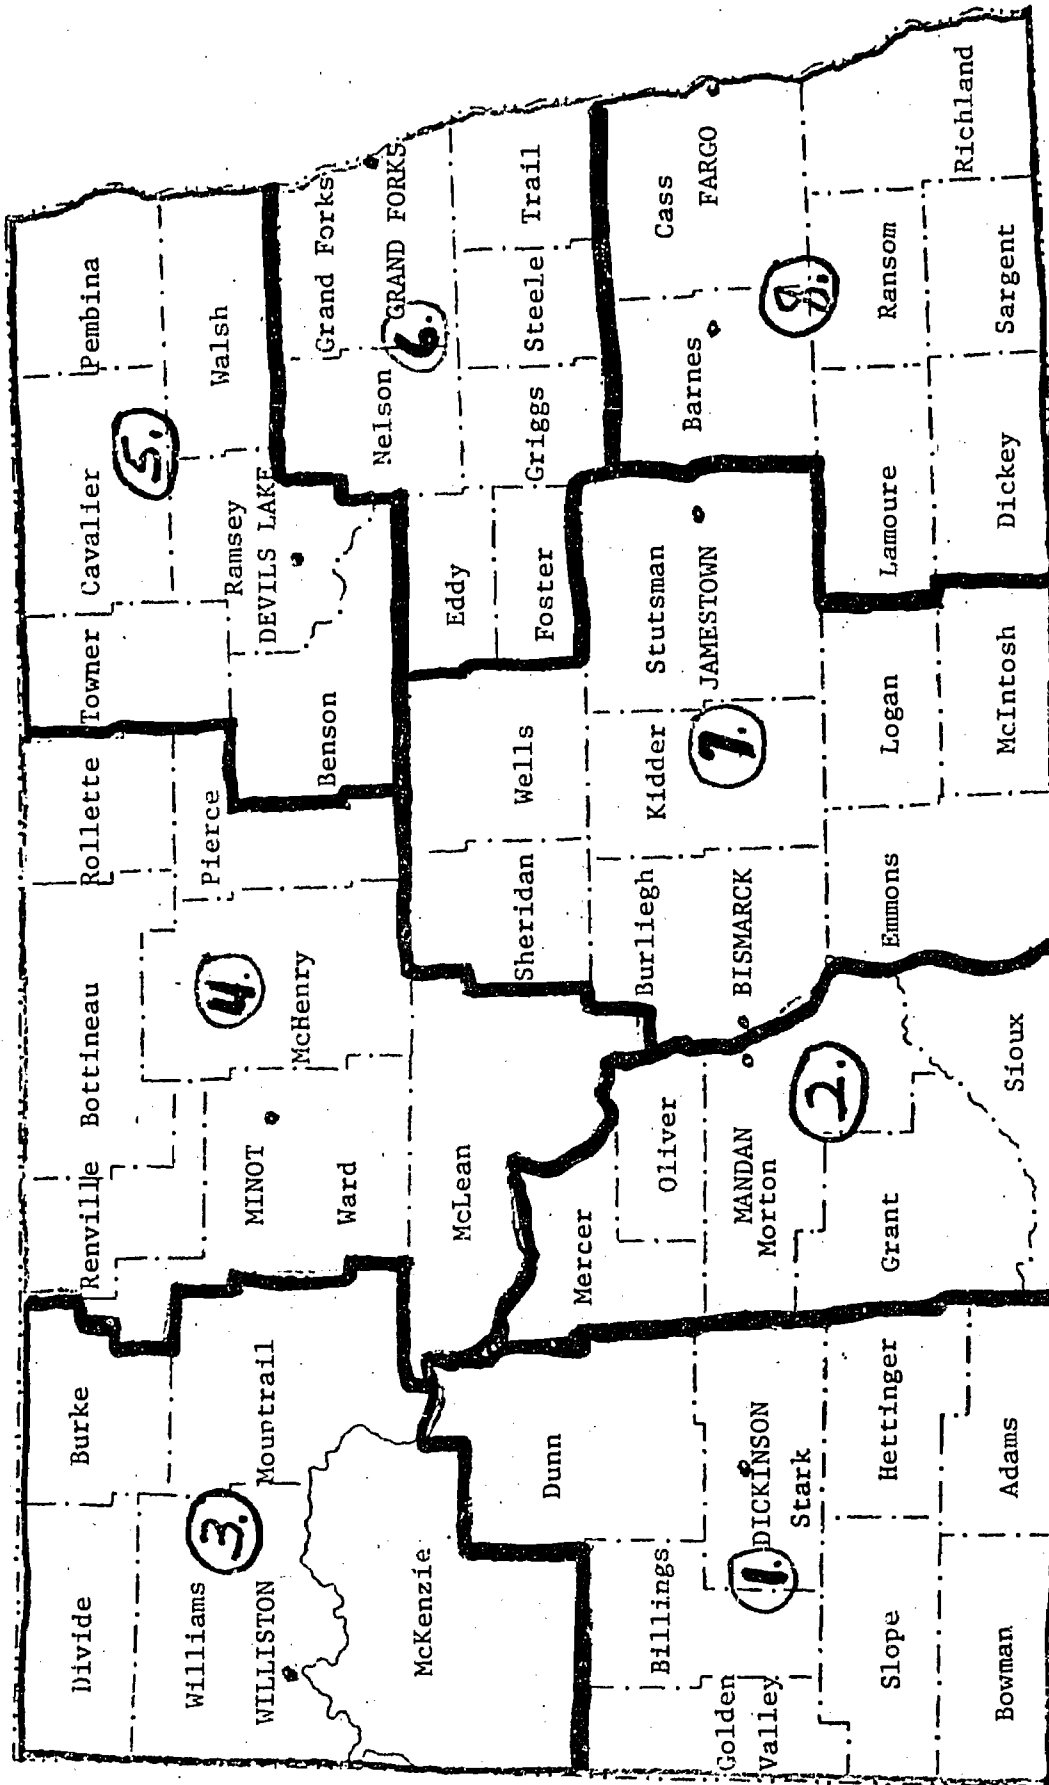 Divide
Burke
Renville
Bottineau
Rollette
Towner
Cavalier
Pembina
5.
Williams
3.
WILLISTON
Mountrail
MINOT
Ward
4.
McHenry
Pierce
Benson
Ramsey
DEVILS LAKE
Walsh
Grand Forks
GRAND FORKS
Nelson
6.
McKenzie
McLean
Eddy
Dunn
Mercer
Sheridan
Wells
Foster
Griggs
Steele
Trail
Golden
Valley
Billings
1.
DICKINSON
Stark
Oliver
MANDAN
Morton
2.
Burliegh
BISMARCK
Kidder
7.
Stutsman
JAMESTOWN
Barnes
8.
Cass
FARGO
Slope
Hettinger
Grant
Emmons
Logan
Lamoure
Ransom
Richland
Bowman
Adams
Sioux
McIntosh
Dickey
Sargent